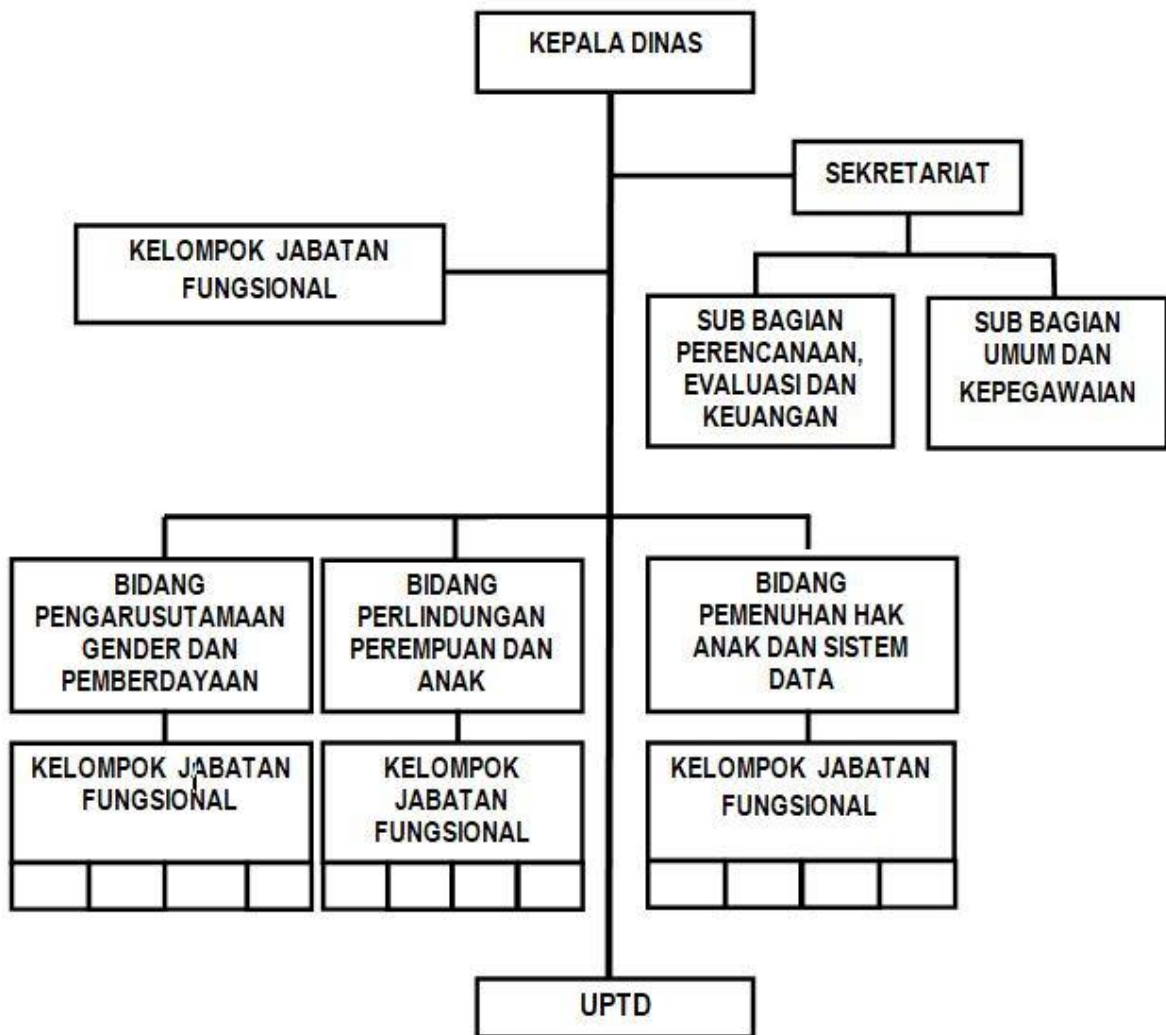 KEPALA DINAS
SEKRETARIAT
KELOMPOK JABATAN
FUNGSIONAL
SUB BAGIAN
PERENCANAAN,
EVALUASI DAN
KEUANGAN
SUB BAGIAN
UMUM DAN
KEPEGAWAIAN
BIDANG
PENGARUSUTAMAAN
GENDER DAN
PEMBERDAYAAN
BIDANG
PERLINDUNGAN
PEREMPUAN DAN
ANAK
BIDANG
PEMENUHAN HAK
ANAK DAN SISTEM
DATA
KELOMPOK JABATAN
FUNGSIONAL
KELOMPOK
JABATAN
FUNGSIONAL
KELOMPOK JABATAN
FUNGSIONAL
UPTD